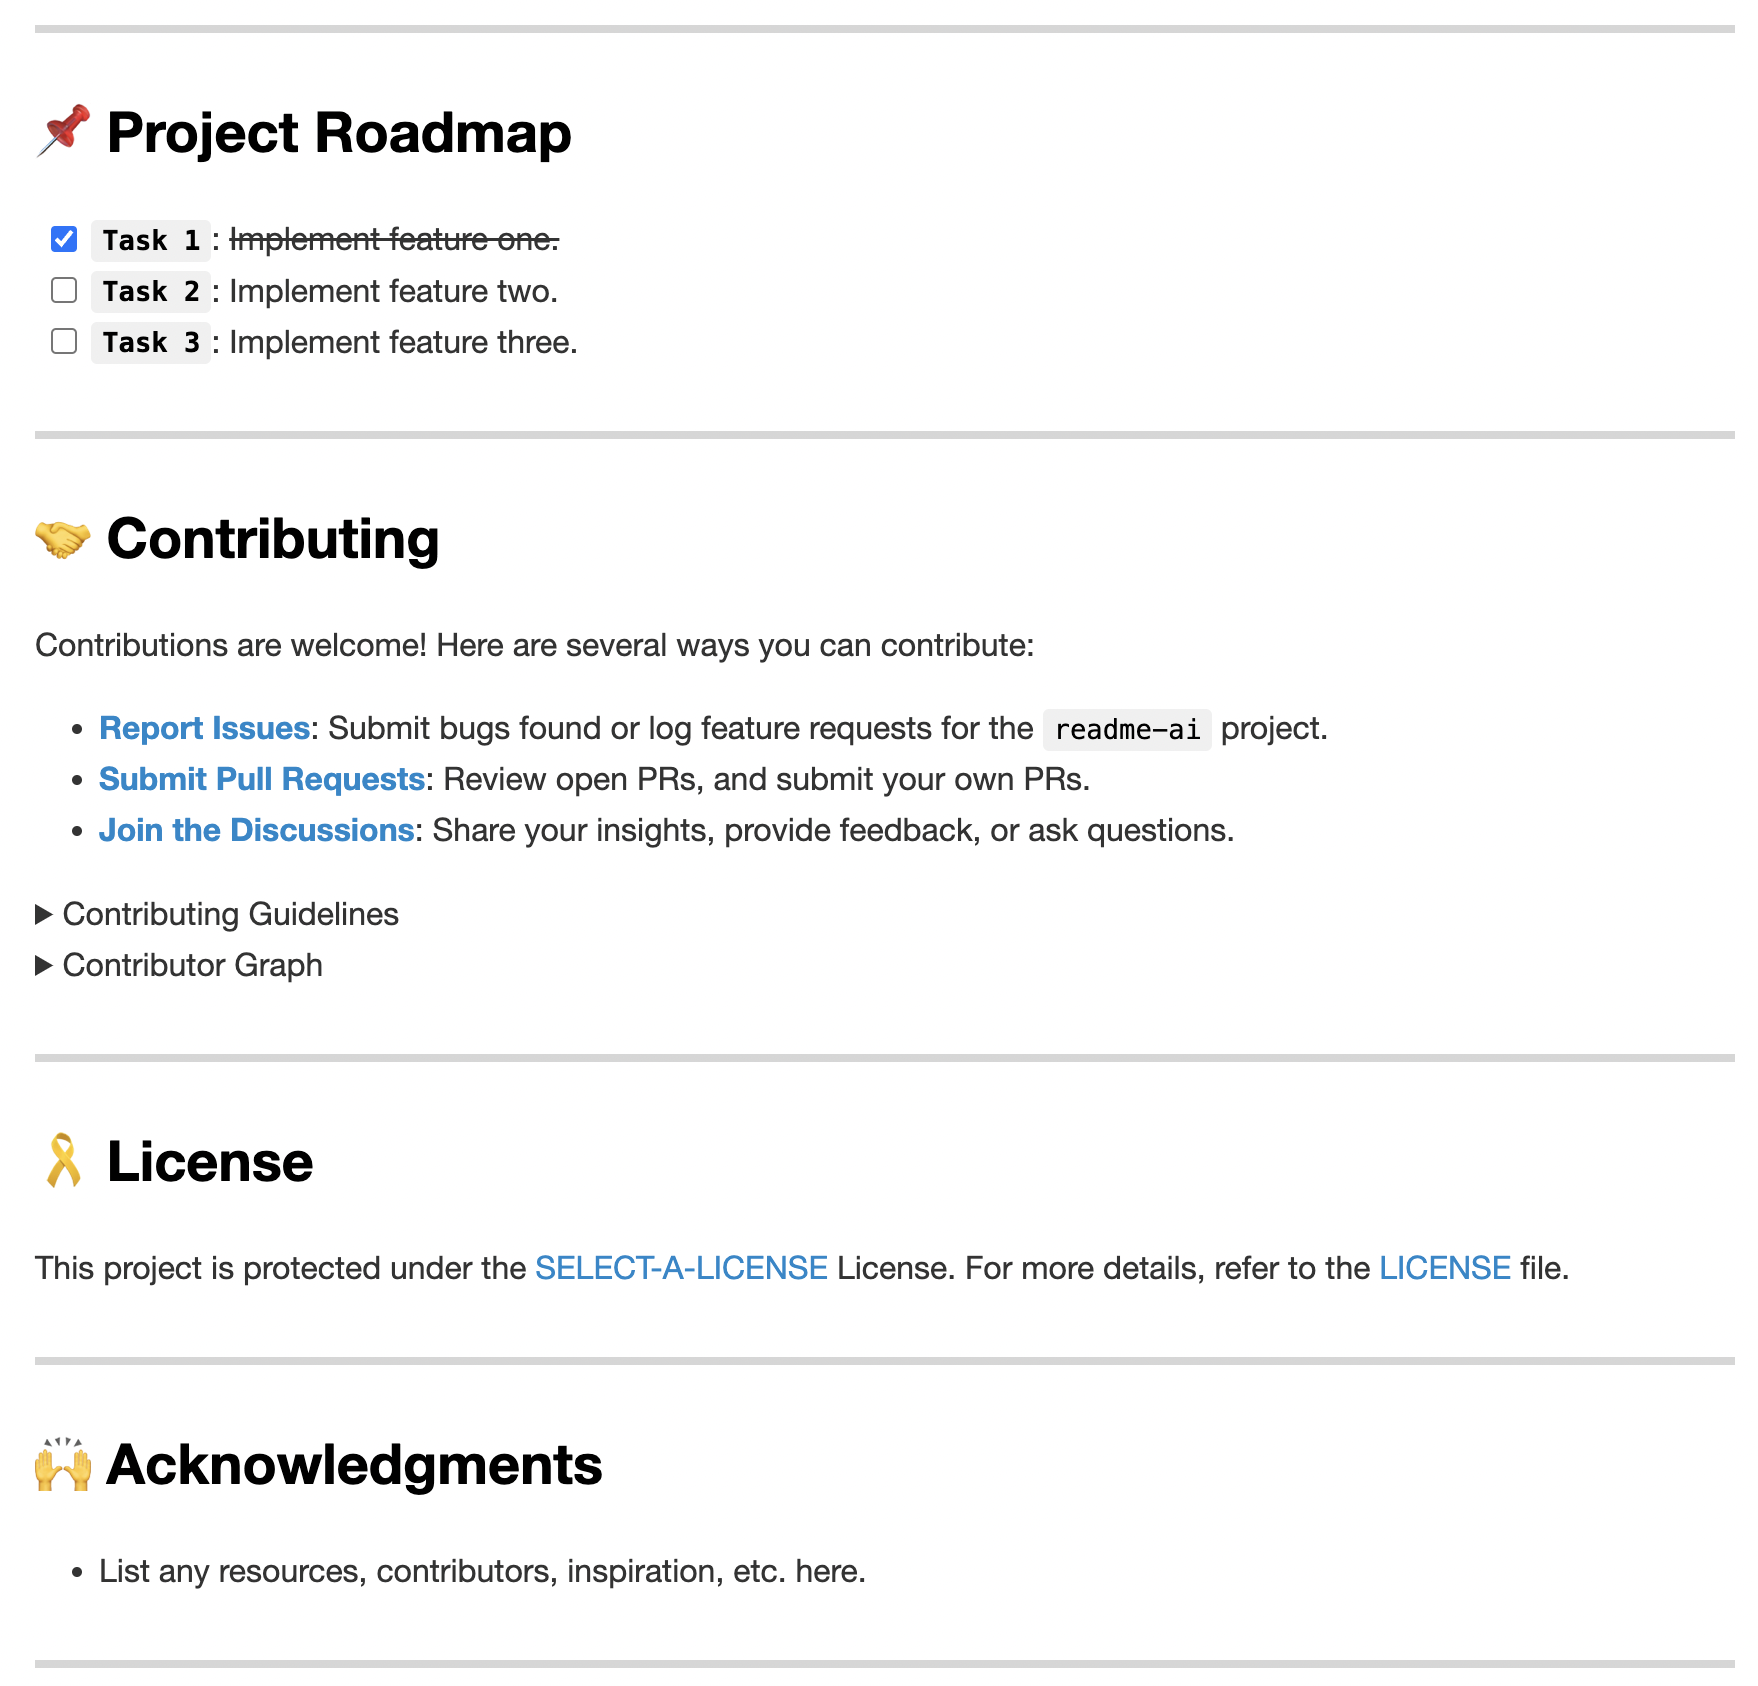 Project Roadmap
Task 1: Implement feature one.
Task 2: Implement feature two.
Task 3: Implement feature three.
Contributing
Contributions are welcome! Here are several ways you can contribute:
Report Issues: Submit bugs found or log feature requests for the readme-ai project.
Submit Pull Requests: Review open PRs, and submit your own PRs.
Join the Discussions: Share your insights, provide feedback, or ask questions.
Contributing Guidelines
Contributor Graph
License
This project is protected under the SELECT-A-LICENSE License. For more details, refer to the LICENSE file.
Acknowledgments
List any resources, contributors, inspiration, etc. here.